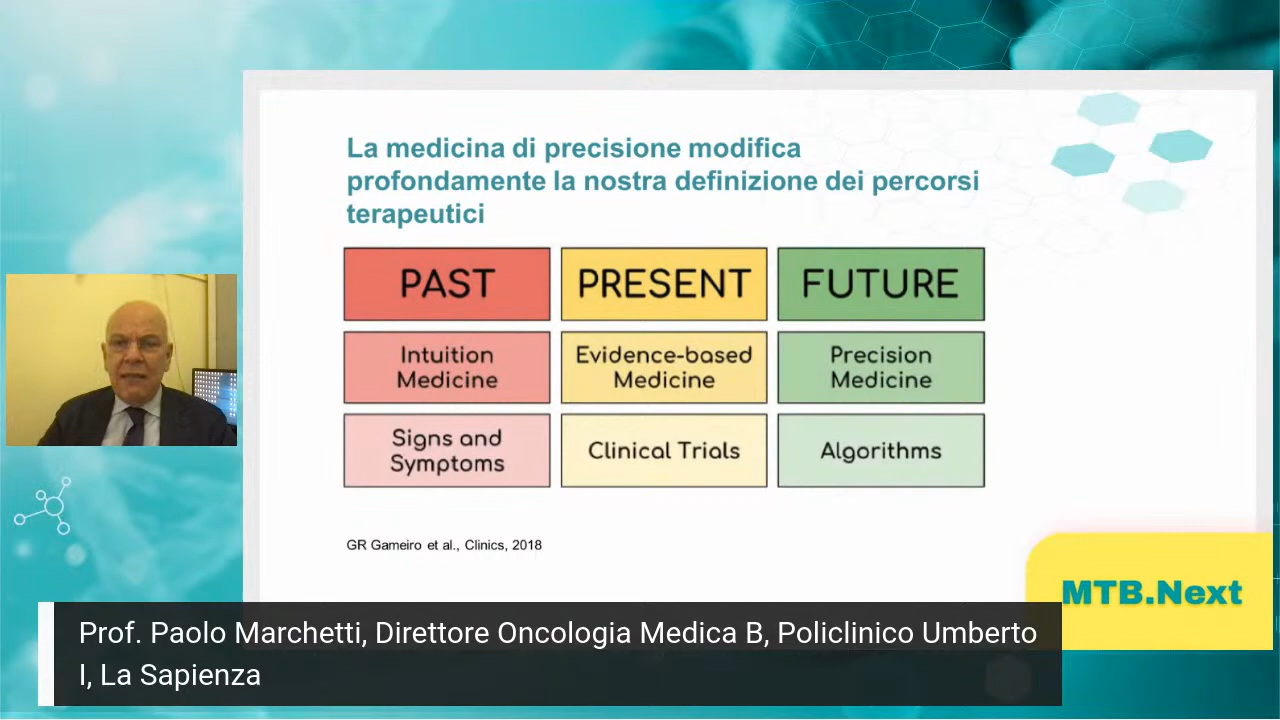 La medicina di precisione modifica
profondamente la nostra definizione dei percorsi
terapeutici
PAST
PRESENT
FUTURE
Intuition
Medicine
Evidence-based
Medicine
Precision
Medicine
Signs and
Symptoms
Clinical Trials
Algorithms
GR Gameiro et al., Clinics, 2018
MTB.Next
Prof. Paolo Marchetti, Direttore Oncologia Medica B, Policlinico Umberto
I, La Sapienza